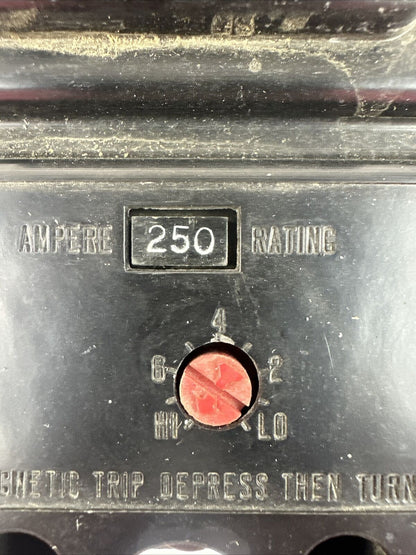 AMPERE 250 RATING
4
6 2
HI LO
GNETIC TRIP DEPRESS THEN TURN